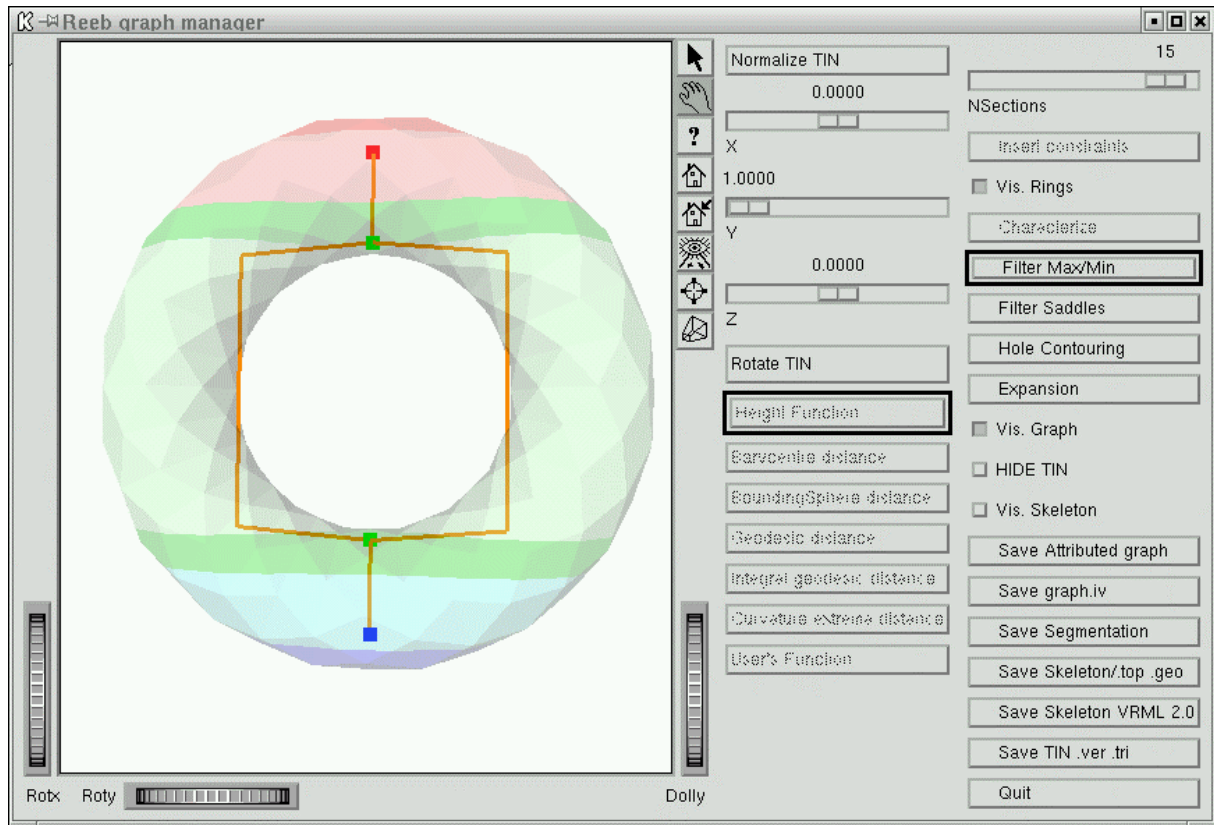 Reeb graph manager
Normalize TIN
0.0000
X
1.0000
Y
0.0000
Z
Rotate TIN
Height Function
Barycentre distance
BoundingSphere distance
Geodesic distance
Integral geodesic distance
Curvature extrema distance
User's Function
15
NSections
Insert constraints
Vis. Rings
Characterize
Filter Max/Min
Filter Saddles
Hole Contouring
Expansion
Vis. Graph
HIDE TIN
Vis. Skeleton
Save Attributed graph
Save graph.iv
Save Segmentation
Save Skeleton/.top .geo
Save Skeleton VRML 2.0
Save TIN .ver .tri
Quit
?
Rotx Roty Dolly